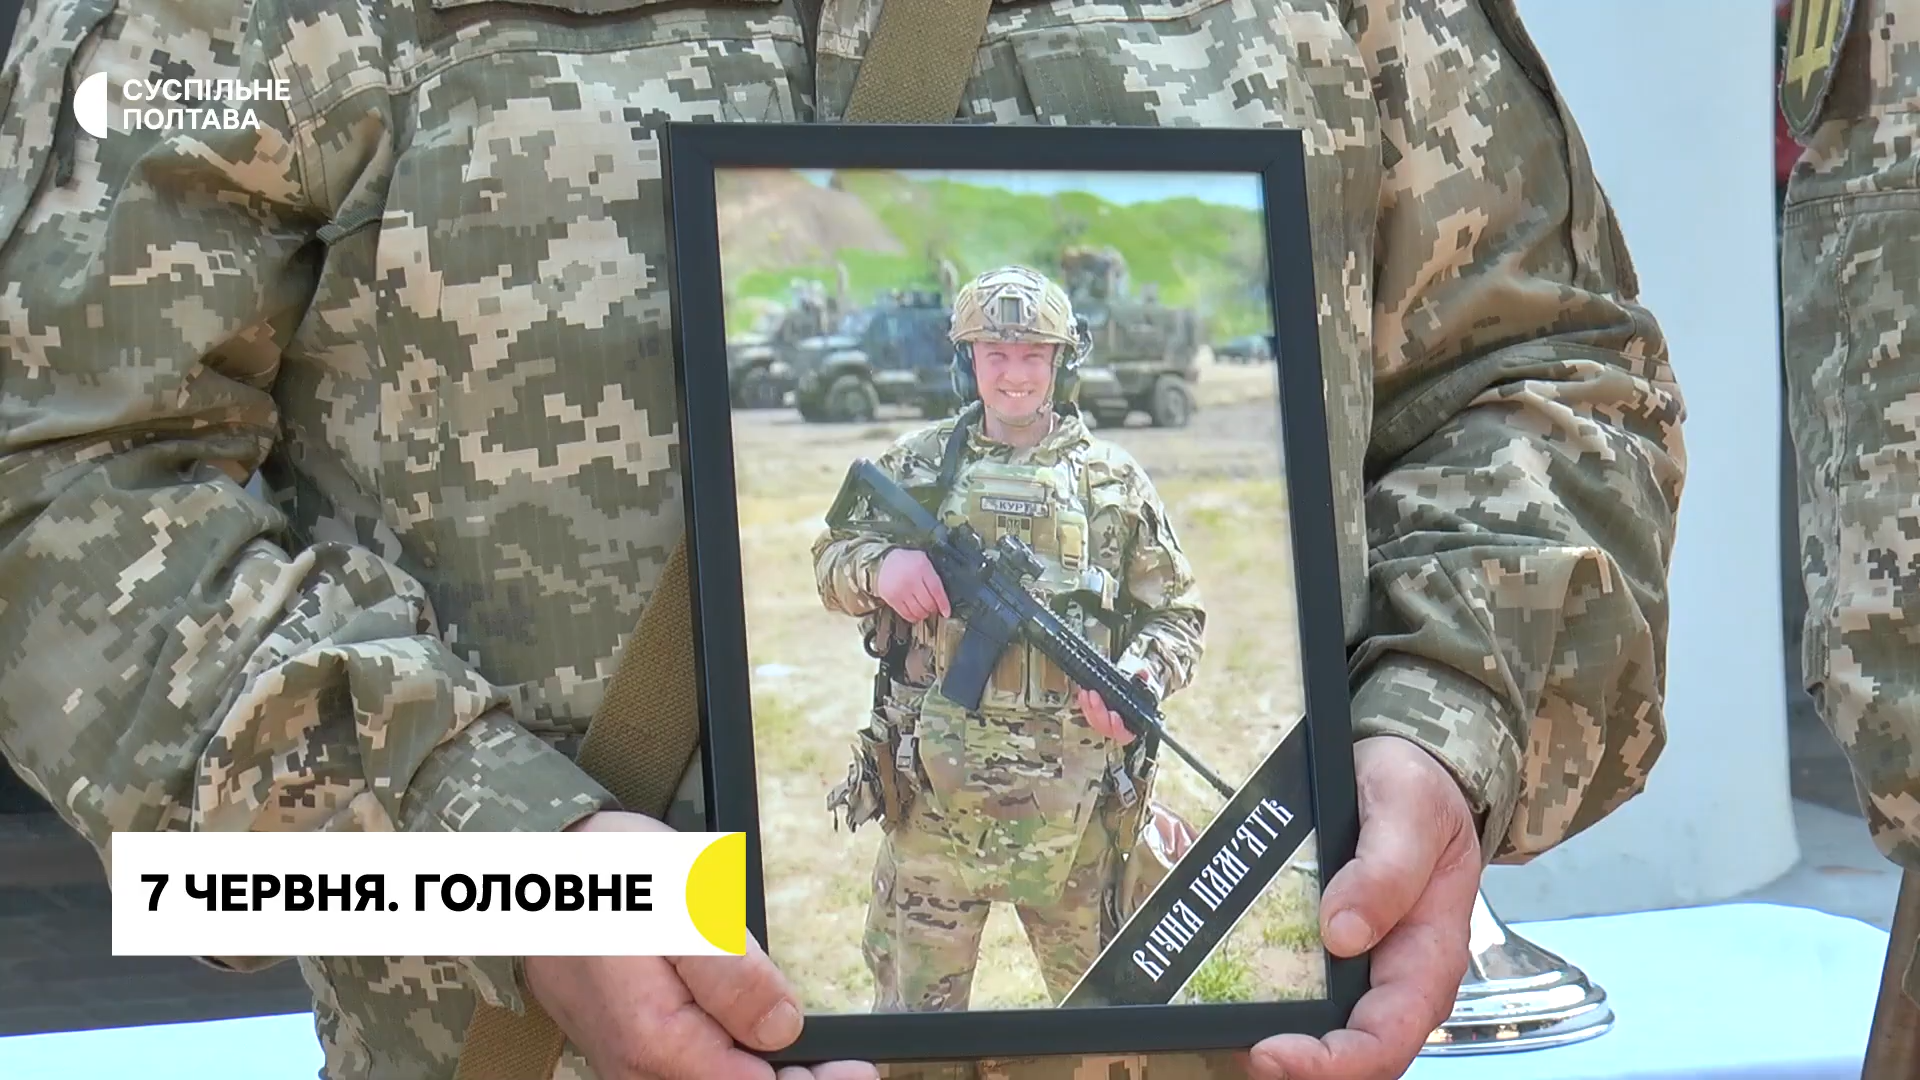 СУСПІЛЬНЕ
ПОЛТАВА
КУРТ
ВІЧНА ПАМ'ЯТЬ
7 ЧЕРВНЯ. ГОЛОВНЕ